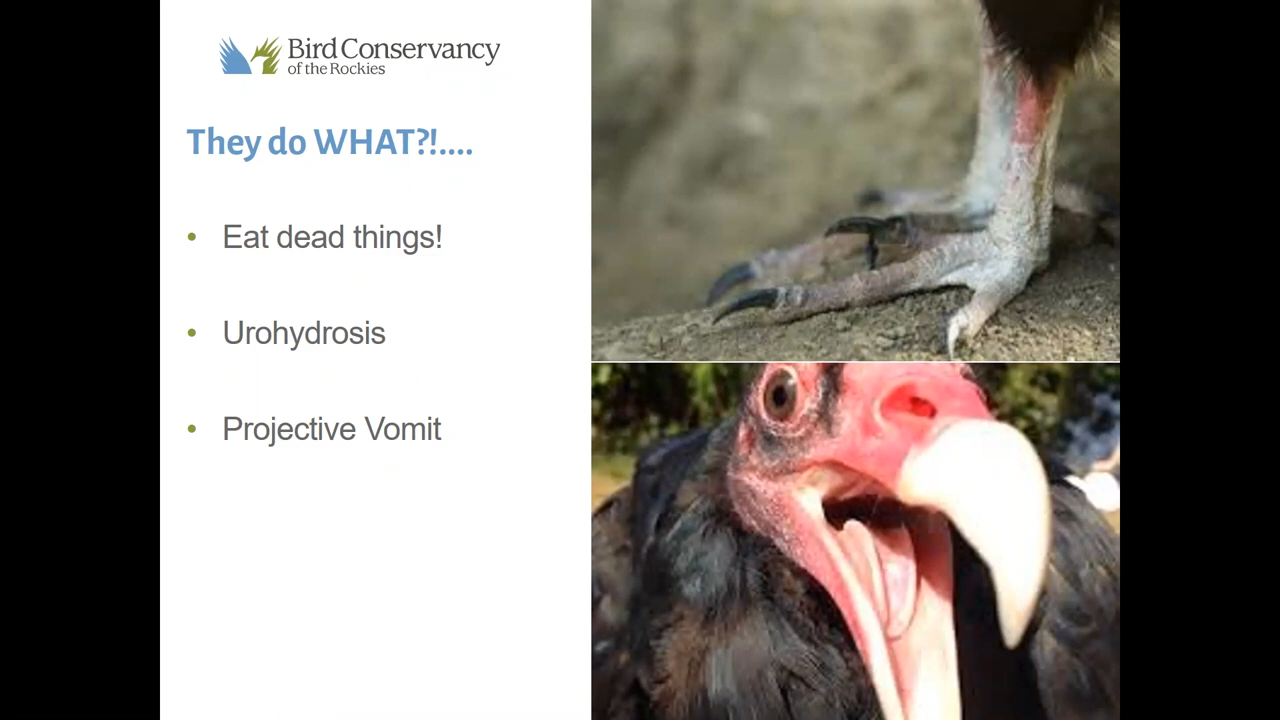 Bird Conservancy
of the Rockies
They do WHAT?!....
• Eat dead things!
• Urohydrosis
• Projective Vomit